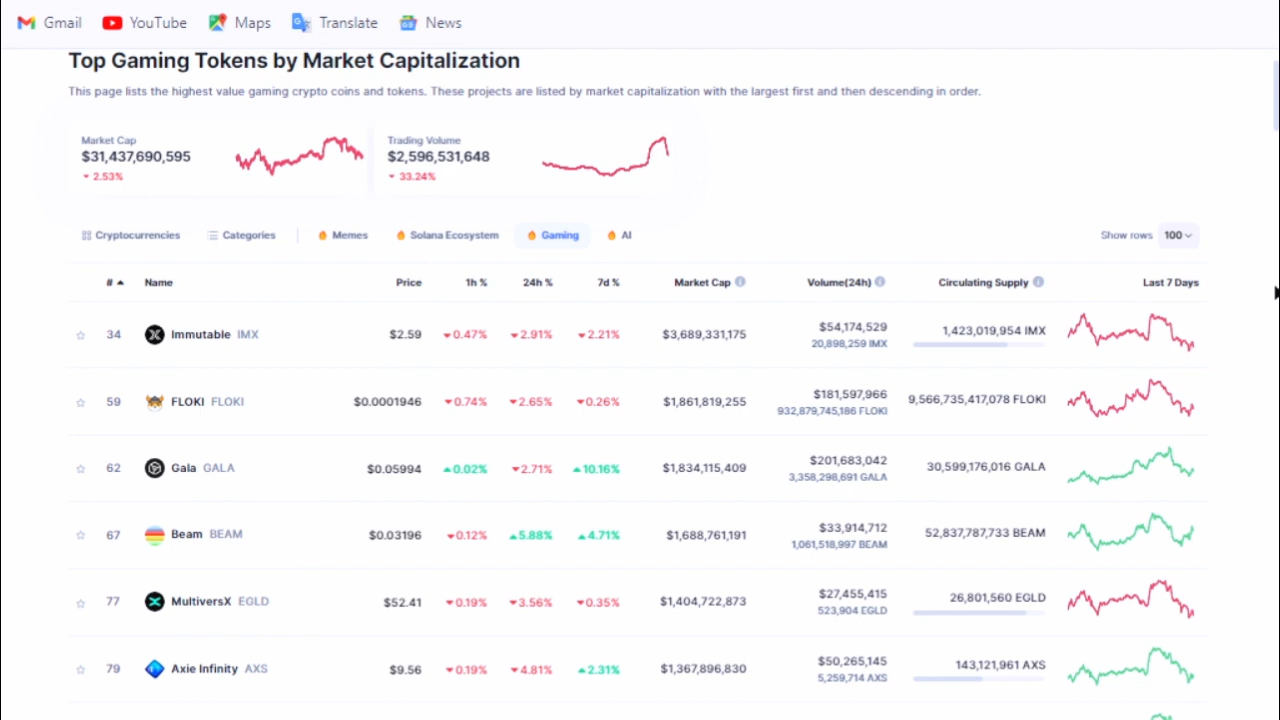 Gmail YouTube Maps Translate News
Top Gaming Tokens by Market Capitalization
This page lists the highest value gaming crypto coins and tokens. These projects are listed by market capitalization with the largest first and then descending in order.
Market Cap Trading Volume
$31,437,690,595 $2,596,531,648
2.53% 33.24%
Cryptocurrencies Categories Memes Solana Ecosystem Gaming AI Show rows 100
# Name Price 1h % 24h % 7d % Market Cap Volume(24h) Circulating Supply Last 7 Days
34 Immutable IMX $2.59 0.47% 2.91% 2.21% $3,689,331,175 $54,174,529 1,423,019,954 IMX
20,898,259 IMX
59 FLOKI FLOKI $0.0001946 0.74% 2.65% 0.26% $1,861,819,255 $181,597,966 9,566,735,417,078 FLOKI
932,879,745,186 FLOKI
62 Gala GALA $0.05994 0.02% 2.71% 10.16% $1,834,115,409 $201,683,042 30,599,176,016 GALA
3,358,298,691 GALA
67 Beam BEAM $0.03196 0.12% 5.88% 4.71% $1,688,761,191 $33,914,712 52,837,787,733 BEAM
1,061,518,997 BEAM
77 MultiversX EGLD $52.41 0.19% 3.56% 0.35% $1,404,722,873 $27,455,415 26,801,560 EGLD
523,904 EGLD
79 Axie Infinity AXS $9.56 0.19% 4.81% 2.31% $1,367,896,830 $50,265,145 143,121,961 AXS
5,259,714 AXS